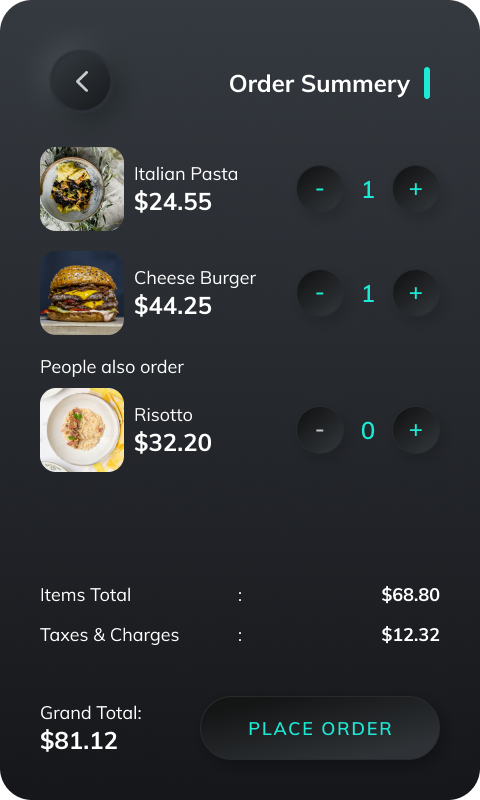 Order Summery
Italian Pasta
$24.55
- 1 +
Cheese Burger
$44.25
- 1 +
People also order
Risotto
$32.20
- 0 +
Items Total : $68.80
Taxes & Charges : $12.32
Grand Total:
$81.12
PLACE ORDER